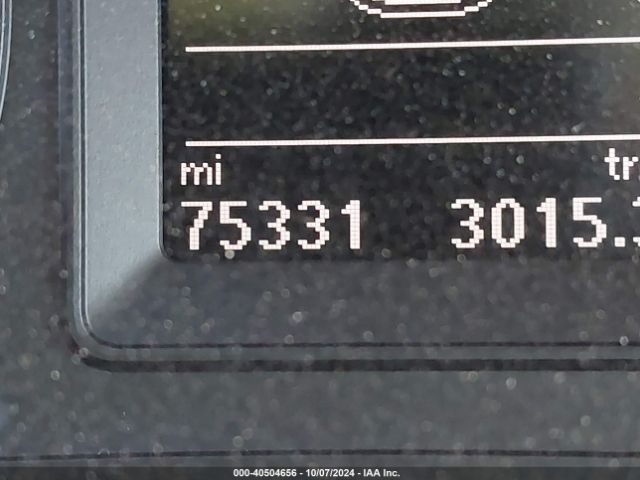 mi
75331 3015.
000-40504656 - 10/07/2024 - IAA Inc.